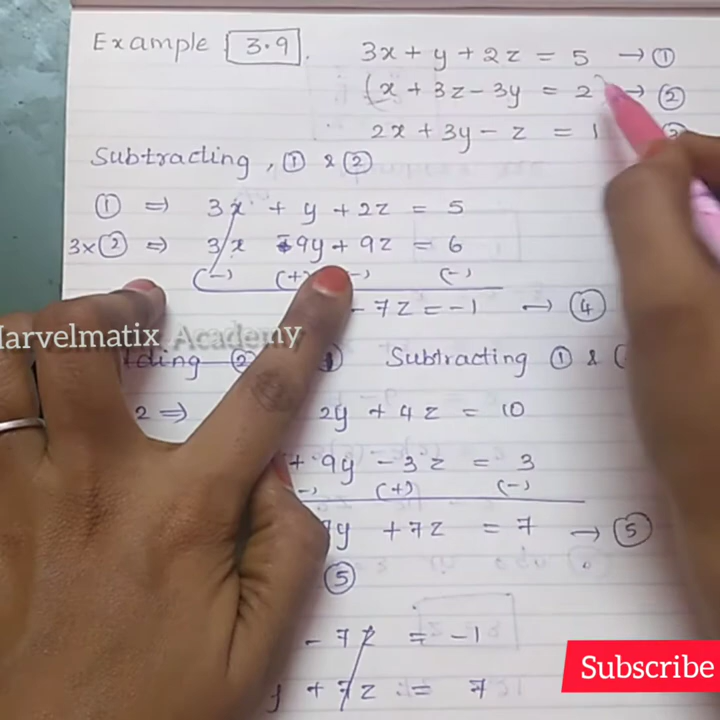 Example 3.9. 3x + y + 2z = 5 → ①
(x + 3z - 3y = 2 → ②
2x + 3y - z = 1
Subtracting, ① & ②
① ⇒ 3x + y + 2z = 5
3x② ⇒ 3x - 9y + 9z = 6
(-) (+) (-) (-)
- 7z = -1 → ④
Marvelmatix Academy
② Subtracting ① &
2 ⇒ 2y + 4z = 10
+ 9y - 3z = 3
(-) (+) (-)
7y + 7z = 7 → ⑤
⑤
- 7z = -1
+ 7z = 7
Subscribe